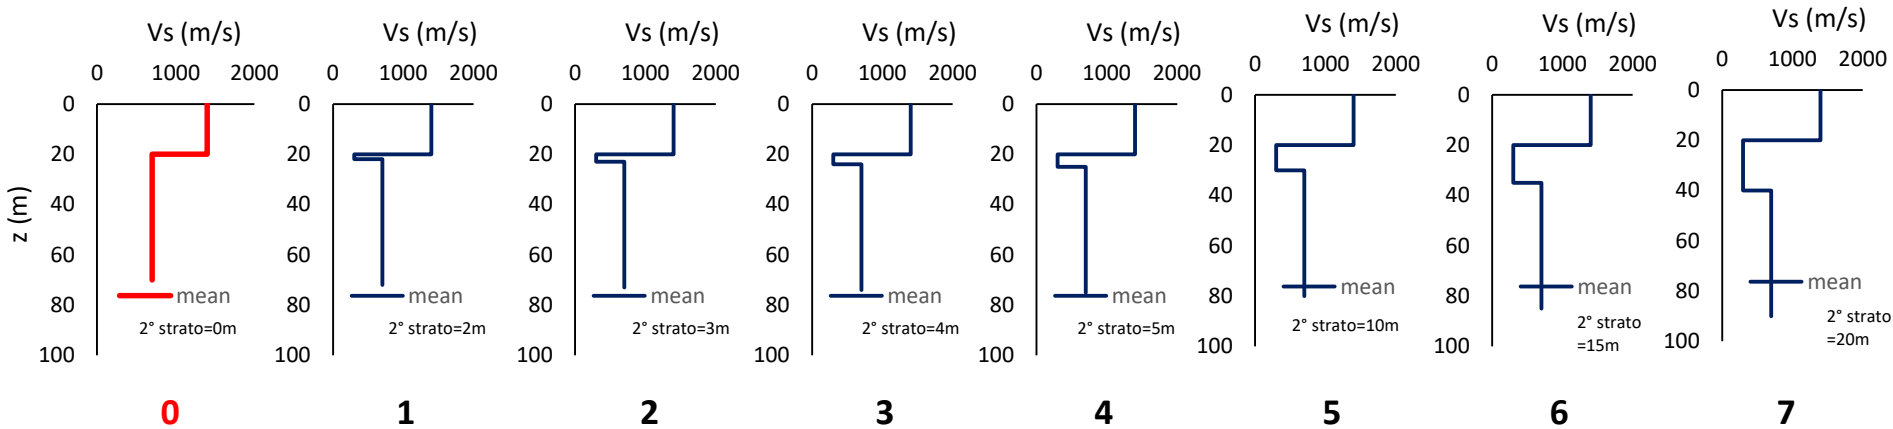 Vs (m/s) Vs (m/s) Vs (m/s) Vs (m/s) Vs (m/s) Vs (m/s) Vs (m/s) Vs (m/s)
0 1000 2000 0 1000 2000 0 1000 2000 0 1000 2000 0 1000 2000 0 1000 2000 0 1000 2000 0 1000 2000
0 0 0 0 0 0 0 0
20 20 20 20 20 20 20 20
40 40 40 40 40 40 40 40
z (m)
60 60 60 60 60 60 60 60
80 80 80 80 80 80 80 80
mean mean mean mean mean mean mean mean
2° strato=0m 2° strato=2m 2° strato=3m 2° strato=4m 2° strato=5m 2° strato=10m 2° strato 2° strato
=15m =20m
100 100 100 100 100 100 100 100
0 1 2 3 4 5 6 7